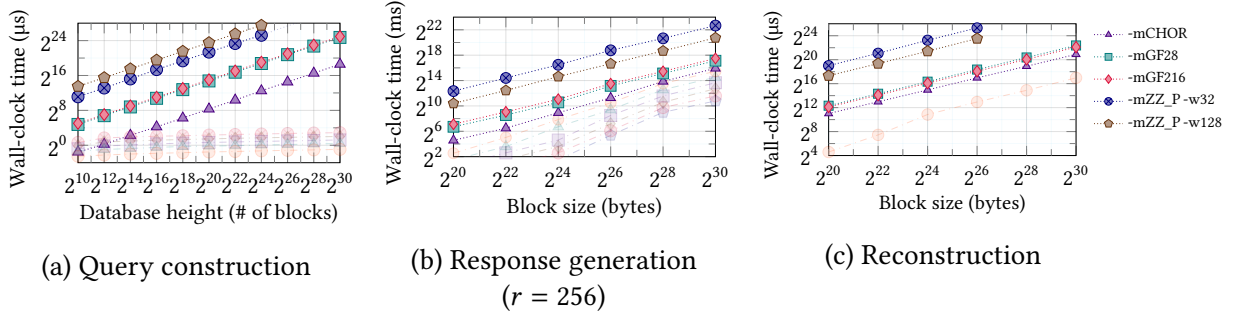 Wall-clock time (μs)
2^24
2^16
2^8
2^0
2^10 2^12 2^14 2^16 2^18 2^20 2^22 2^24 2^26 2^28 2^30
Database height (# of blocks)
(a) Query construction
Wall-clock time (ms)
2^22
2^18
2^14
2^10
2^6
2^2
2^20 2^22 2^24 2^26 2^28 2^30
Block size (bytes)
(b) Response generation
(r = 256)
Wall-clock time (μs)
2^24
2^20
2^16
2^12
2^8
2^4
2^20 2^22 2^24 2^26 2^28 2^30
Block size (bytes)
(c) Reconstruction
-mCHOR
-mGF28
-mGF216
-mZZ_P -w32
-mZZ_P -w128